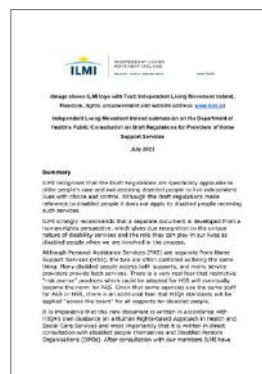 ILMI
INDEPENDENT LIVING
MOVEMENT IRELAND
(Image shows ILMI logo with Text: Independent Living Movement Ireland,
Freedom, rights, empowerment and website address www.ilmi.ie)
Independent Living Movement Ireland submission on the Department of
Health's Public Consultation on Draft Regulations for Providers of Home
Support Services
July 2022
Summary
ILMI recognises that the Draft Regulations are specifically applicable to
older people's care and not assisting disabled people to live independent
lives with choice and control. Although the draft regulations made
reference to disabled people it does not apply to disabled people receiving
such services.
ILMI strongly recommends that a separate document is developed from a
human rights perspective, which gives due recognition to the unique
nature of disability services and the role they can play in our lives as
disabled people when we are involved in the process.
Although Personal Assistance Services (PAS) are separate from Home
Support Services (HSS), the two are often conflated as being the same
thing. Many disabled people access both supports, and many service
providers provide both services. There is a very real fear that restrictive
"risk averse" practices which could be adopted for HSS will eventually
become the norm for PAS. Given that some agencies use the same staff
for PAS or HSS, there is an additional fear that HIQA standards will be
applied "across the board" for all supports for disabled people.
It is imperative that this new document is written in accordance with
HIQA's own Guidance on a Human Rights-Based Approach in Health and
Social Care Services and most importantly that it is written in direct
consultation with disabled people themselves and Disabled Persons
Organisations (DPOs). After consultation with our members ILMI have